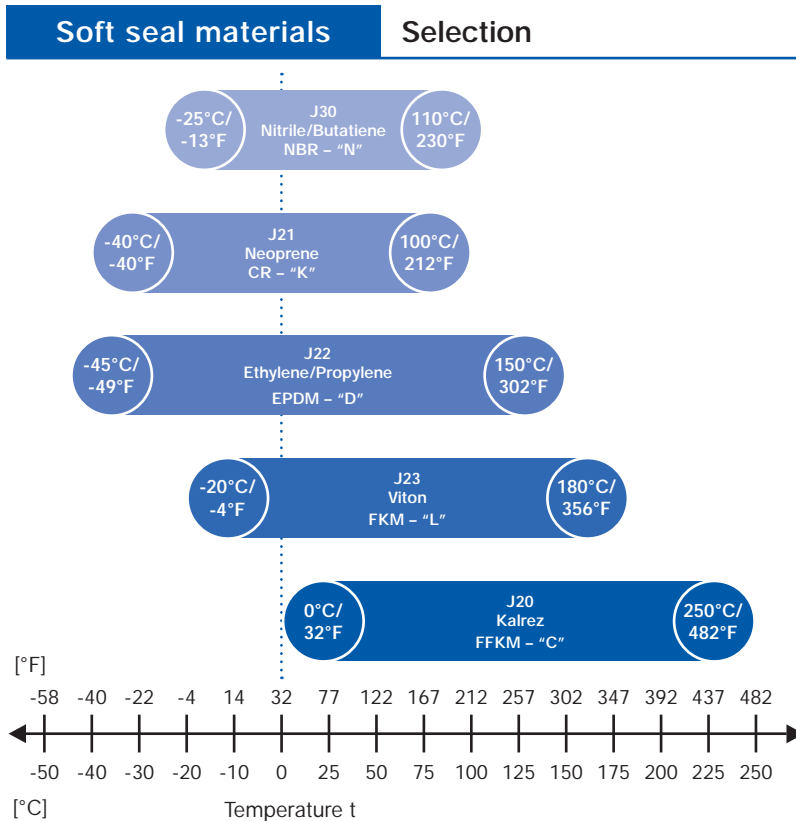 Soft seal materials
Selection
-25°C/
-13°F
J30
Nitrile/Butatiene
NBR – “N”
110°C/
230°F
-40°C/
-40°F
J21
Neoprene
CR – “K”
100°C/
212°F
-45°C/
-49°F
J22
Ethylene/Propylene
EPDM – “D”
150°C/
302°F
-20°C/
-4°F
J23
Viton
FKM – “L”
180°C/
356°F
0°C/
32°F
J20
Kalrez
FFKM – “C”
250°C/
482°F
[°F]
-58 -40 -22 -4 14 32 77 122 167 212 257 302 347 392 437 482
-50 -40 -30 -20 -10 0 25 50 75 100 125 150 175 200 225 250
[°C]
Temperature t